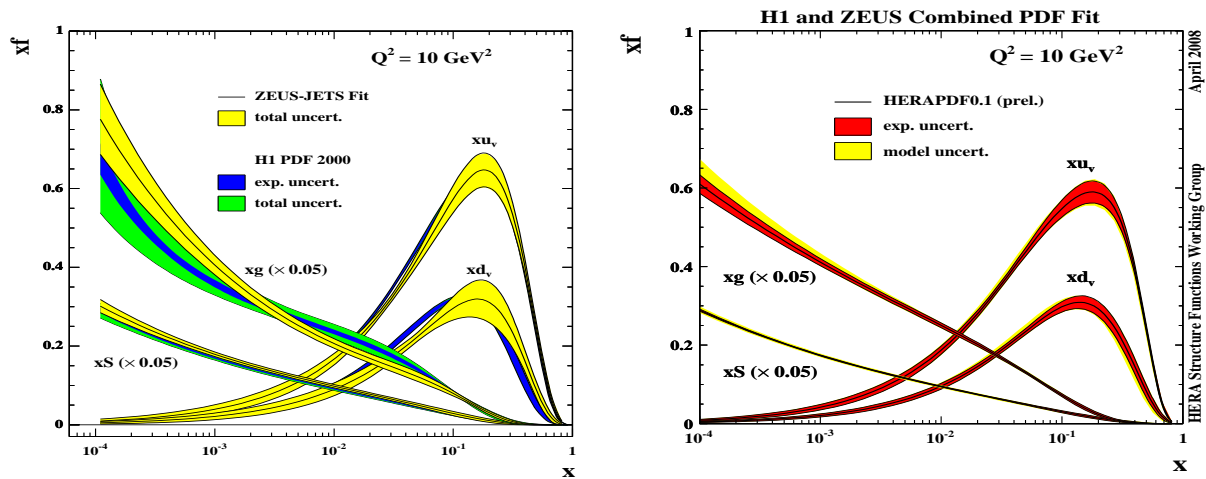 xf
1
0.8
0.6
0.4
0.2
0
Q² = 10 GeV²
ZEUS-JETS Fit
total uncert.
H1 PDF 2000
exp. uncert.
total uncert.
xuᵥ
xdᵥ
xg (× 0.05)
xS (× 0.05)
10⁻⁴
10⁻³
10⁻²
10⁻¹
1
x
H1 and ZEUS Combined PDF Fit
xf
1
0.8
0.6
0.4
0.2
0
Q² = 10 GeV²
HERAPDF0.1 (prel.)
exp. uncert.
model uncert.
xuᵥ
xdᵥ
xg (× 0.05)
xS (× 0.05)
10⁻⁴
10⁻³
10⁻²
10⁻¹
1
x
HERA Structure Functions Working Group April 2008